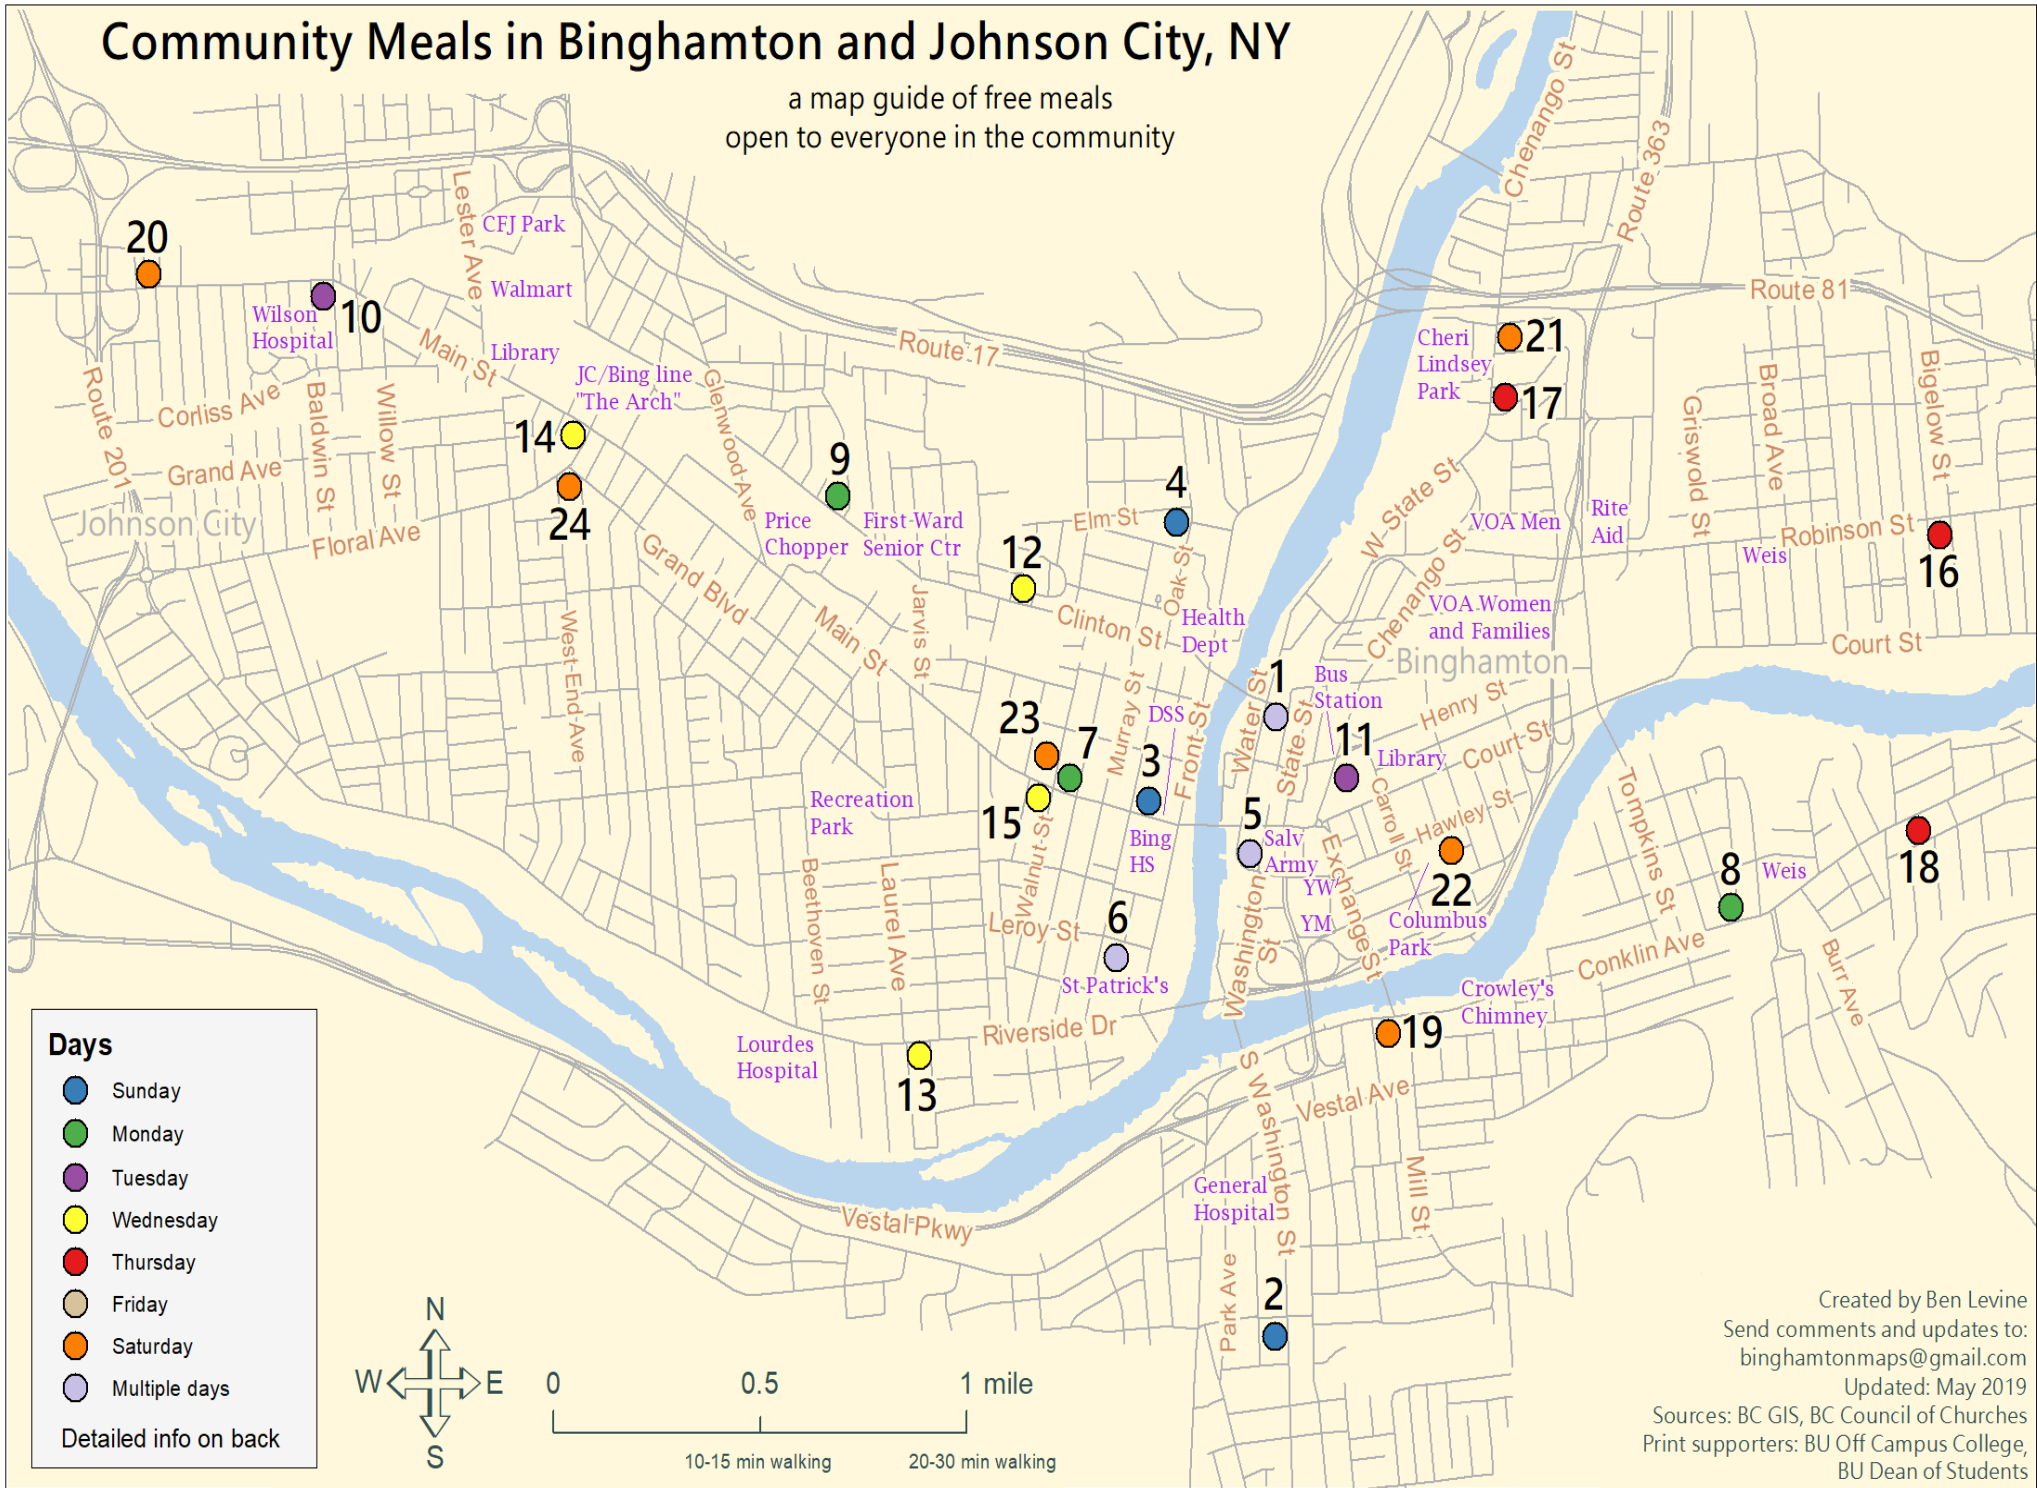 Community Meals in Binghamton and Johnson City, NY
a map guide of free meals
open to everyone in the community
Chenango St
Route 363
Lester Ave
CFJ Park
20
Walmart
Route 81
10
Wilson
Hospital
Main St
Library
Route 17
Cheri
Lindsey
Park
21
17
JC/Bing line
"The Arch"
Route 201
Corliss Ave
Baldwin St
Willow St
Glenwood Ave
Broad Ave
Bigelow St
Griswold St
14
Grand Ave
9
4
W State St
Johnson City
24
Floral Ave
Price
Chopper
First Ward
Senior Ctr
Elm St
VOA Men
Rite
Aid
Robinson St
Weis
16
12
Grand Blvd
Oak St
Chenango St
Main St
Jarvis St
Clinton St
Health
Dept
VOA Women
and Families
Court St
West End Ave
Binghamton
1
Bus
Station
Henry St
Murray St
DSS
Front St
Water St
State St
23
7
3
11
Library
Court St
Recreation
Park
15
Walnut St
Bing
HS
5
Salv
Army
Carroll St
Hawley St
Tompkins St
18
8
Weis
Exchange St
22
YW
YM
Columbus
Park
Beethoven St
Laurel Ave
Leroy St
6
St Patrick's
Washington
St
Conklin Ave
Burr Ave
Crowley's
Chimney
Riverside Dr
19
Lourdes
Hospital
13
S Washington St
Vestal Ave
Mill St
General
Hospital
Vestal Pkwy
Park Ave
2
Days
Sunday
Monday
Tuesday
Wednesday
Thursday
Friday
Saturday
Multiple days
Detailed info on back
N
W
E
S
0
0.5
1 mile
10-15 min walking
20-30 min walking
Created by Ben Levine
Send comments and updates to:
binghamtonmaps@gmail.com
Updated: May 2019
Sources: BC GIS, BC Council of Churches
Print supporters: BU Off Campus College,
BU Dean of Students